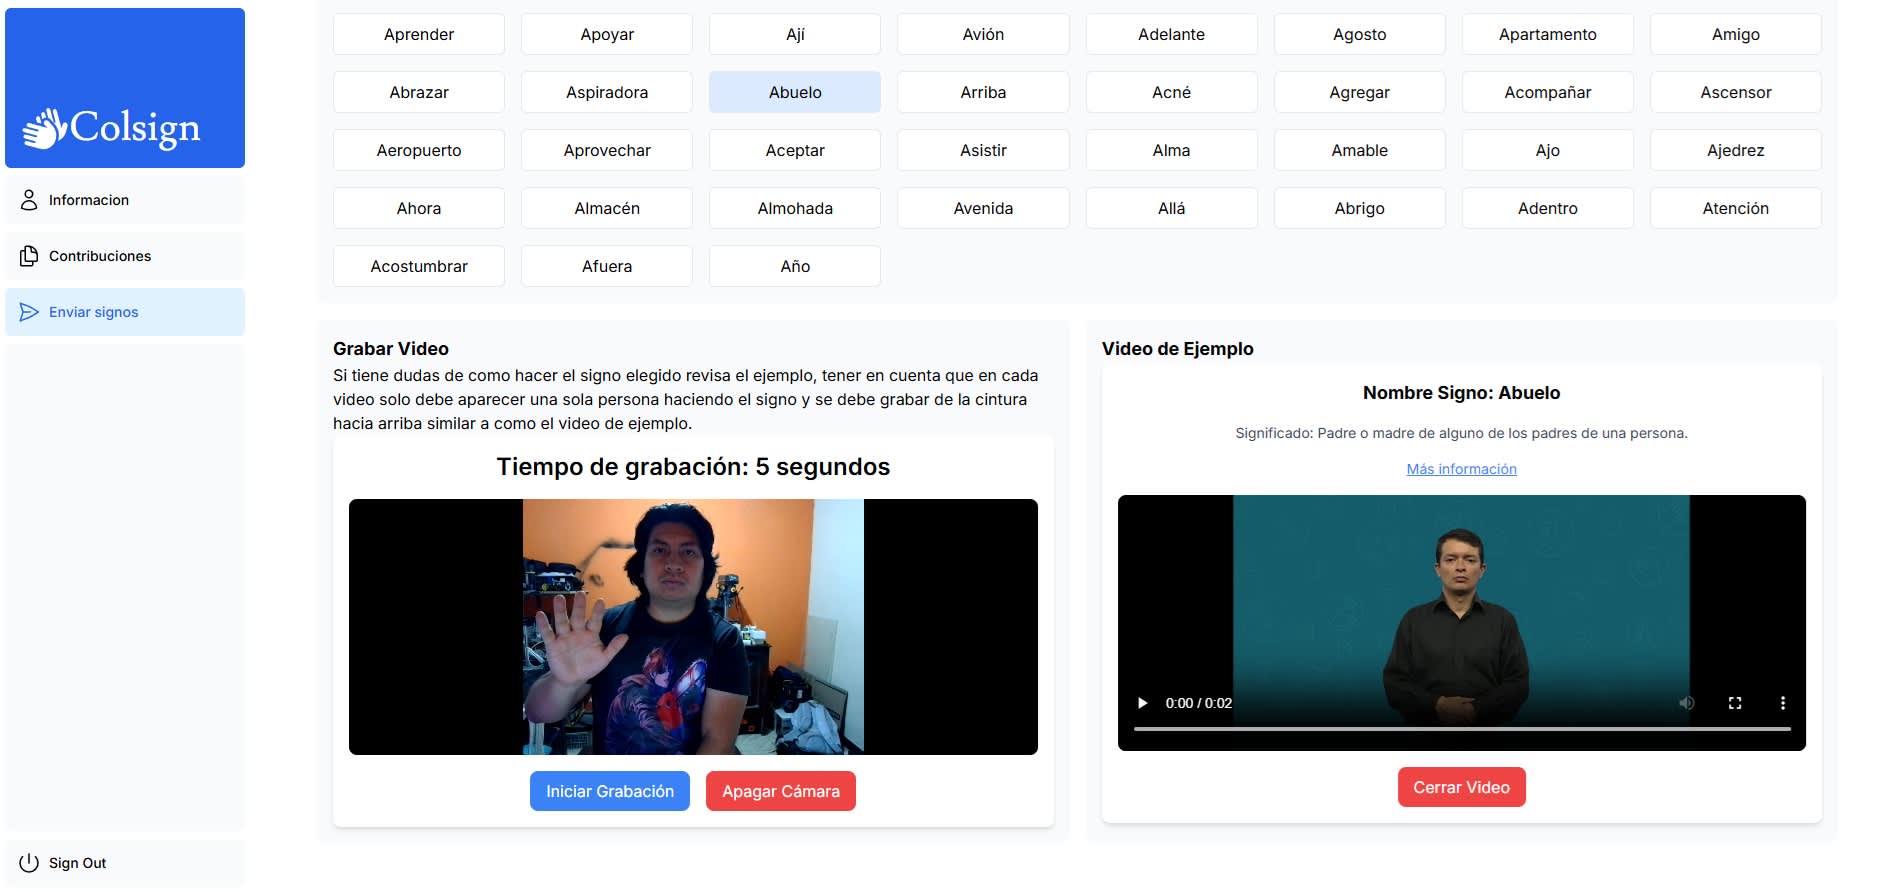 Colsign
Informacion
Contribuciones
Enviar signos
Sign Out
Aprender Apoyar Ají Avión Adelante Agosto Apartamento Amigo
Abrazar Aspiradora Abuelo Arriba Acné Agregar Acompañar Ascensor
Aeropuerto Aprovechar Aceptar Asistir Alma Amable Ajo Ajedrez
Ahora Almacén Almohada Avenida Allá Abrigo Adentro Atención
Acostumbrar Afuera Año
Grabar Video
Si tiene dudas de como hacer el signo elegido revisa el ejemplo, tener en cuenta que en cada
video solo debe aparecer una sola persona haciendo el signo y se debe grabar de la cintura
hacia arriba similar a como el video de ejemplo.
Tiempo de grabación: 5 segundos
Iniciar Grabación Apagar Cámara
Video de Ejemplo
Nombre Signo: Abuelo
Significado: Padre o madre de alguno de los padres de una persona.
Más información
0:00 / 0:02
Cerrar Video